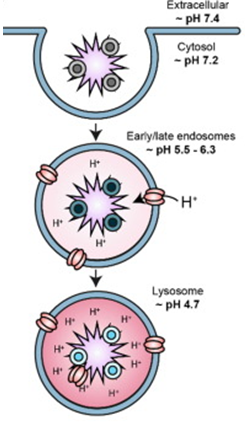 Extracellular
~ pH 7.4
Cytosol
~ pH 7.2
Early/late endosomes
~ pH 5.5 - 6.3
H⁺
H⁺
H⁺
H⁺
H⁺
Lysosome
~ pH 4.7
H⁺
H⁺
H⁺
H⁺
H⁺
H⁺
H⁺
H⁺
H⁺